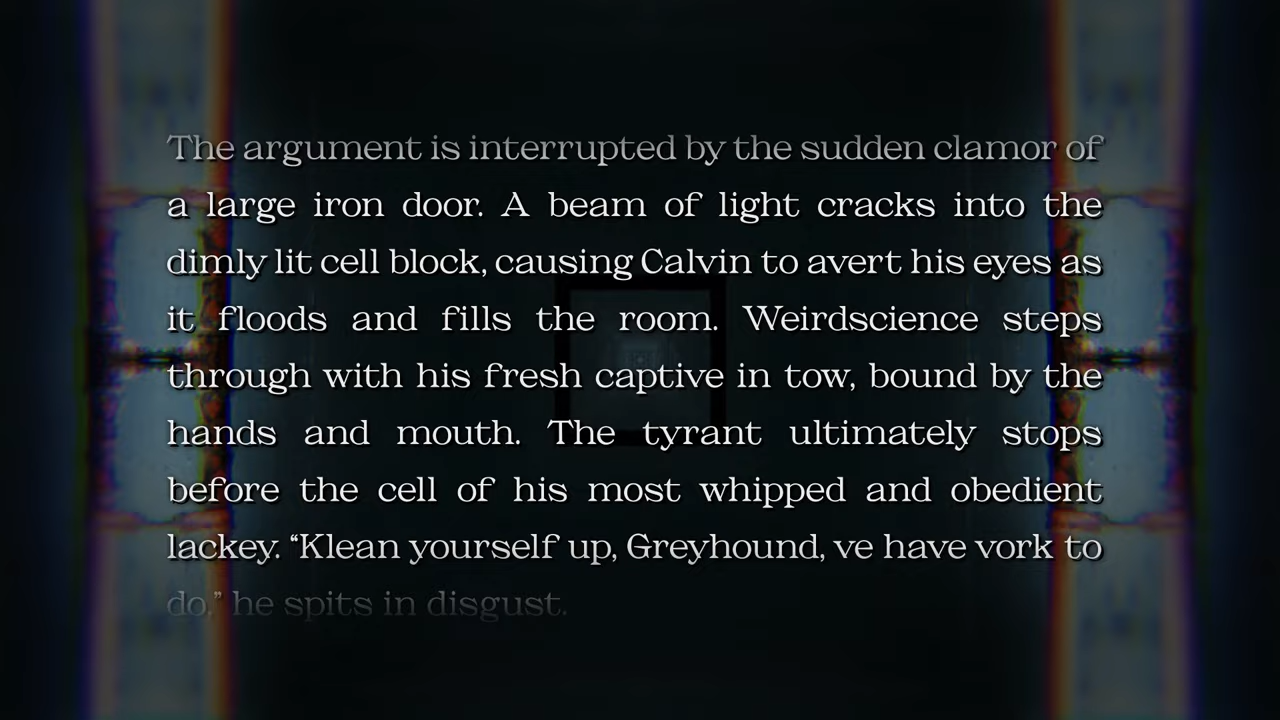 The argument is interrupted by the sudden clamor of
a large iron door. A beam of light cracks into the
dimly lit cell block, causing Calvin to avert his eyes as
it floods and fills the room. Weirdscience steps
through with his fresh captive in tow, bound by the
hands and mouth. The tyrant ultimately stops
before the cell of his most whipped and obedient
lackey. “Klean yourself up, Greyhound, ve have vork to
do,” he spits in disgust.